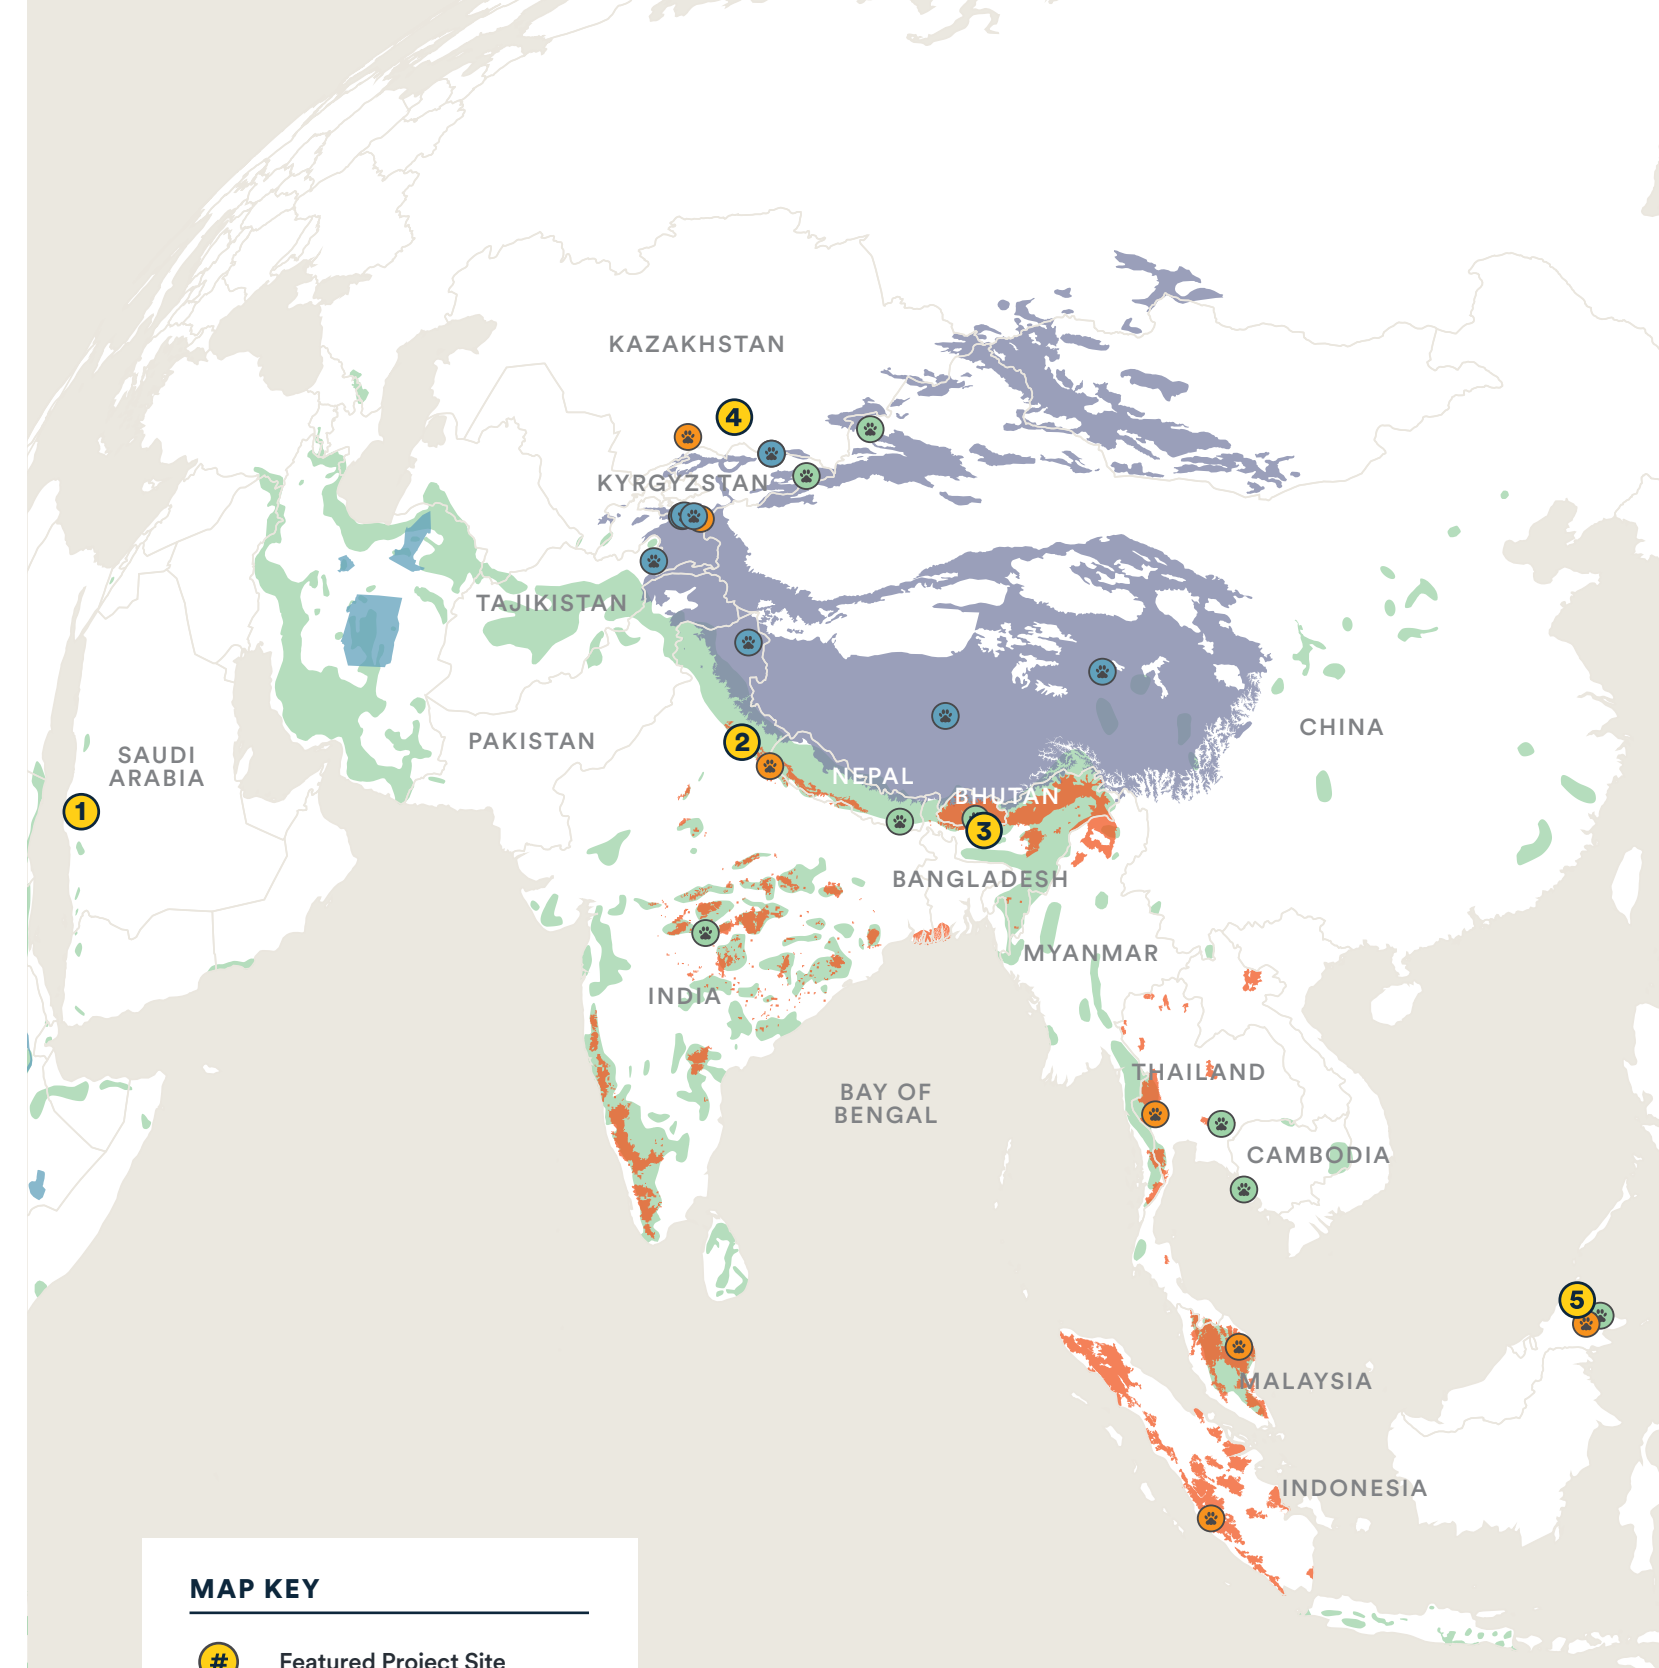 KAZAKHSTAN
4
KYRGYZSTAN
TAJIKISTAN
PAKISTAN
CHINA
SAUDI
ARABIA
1
2
NEPAL
BHUTAN
3
BANGLADESH
MYANMAR
INDIA
THAILAND
BAY OF
BENGAL
CAMBODIA
5
MALAYSIA
INDONESIA
MAP KEY
# Featured Project Site